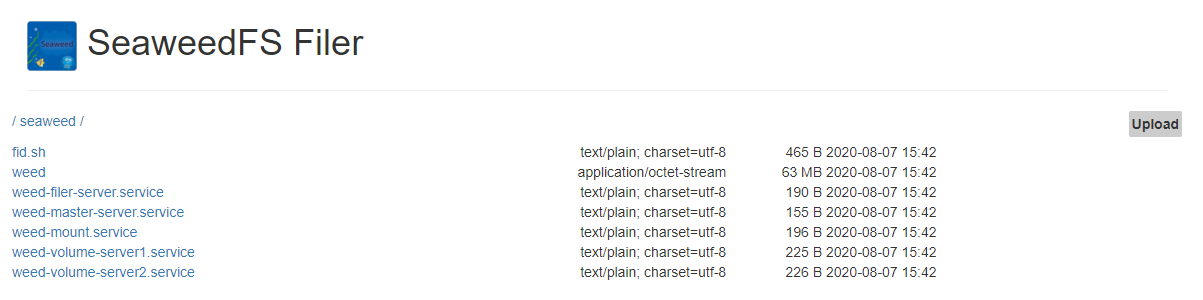 Seaweed
SeaweedFS Filer
/ seaweed /
Upload
fid.sh text/plain; charset=utf-8 465 B 2020-08-07 15:42
weed application/octet-stream 63 MB 2020-08-07 15:42
weed-filer-server.service text/plain; charset=utf-8 190 B 2020-08-07 15:42
weed-master-server.service text/plain; charset=utf-8 155 B 2020-08-07 15:42
weed-mount.service text/plain; charset=utf-8 196 B 2020-08-07 15:42
weed-volume-server1.service text/plain; charset=utf-8 225 B 2020-08-07 15:42
weed-volume-server2.service text/plain; charset=utf-8 226 B 2020-08-07 15:42